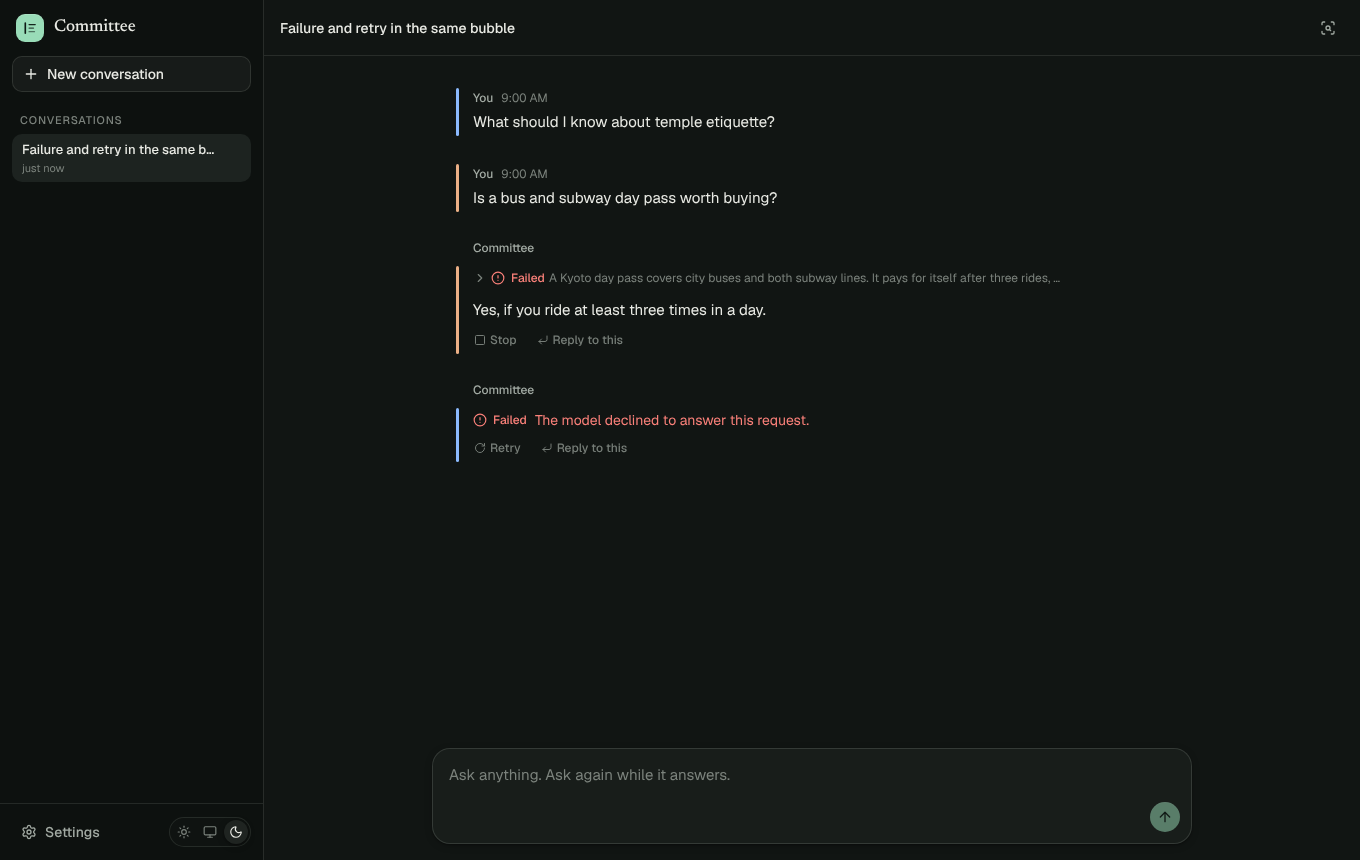 Committee
New conversation
CONVERSATIONS
Failure and retry in the same b...
just now
Settings
Failure and retry in the same bubble
You 9:00 AM
What should I know about temple etiquette?
You 9:00 AM
Is a bus and subway day pass worth buying?
Committee
Failed A Kyoto day pass covers city buses and both subway lines. It pays for itself after three rides, ...
Yes, if you ride at least three times in a day.
Stop Reply to this
Committee
Failed The model declined to answer this request.
Retry Reply to this
Ask anything. Ask again while it answers.